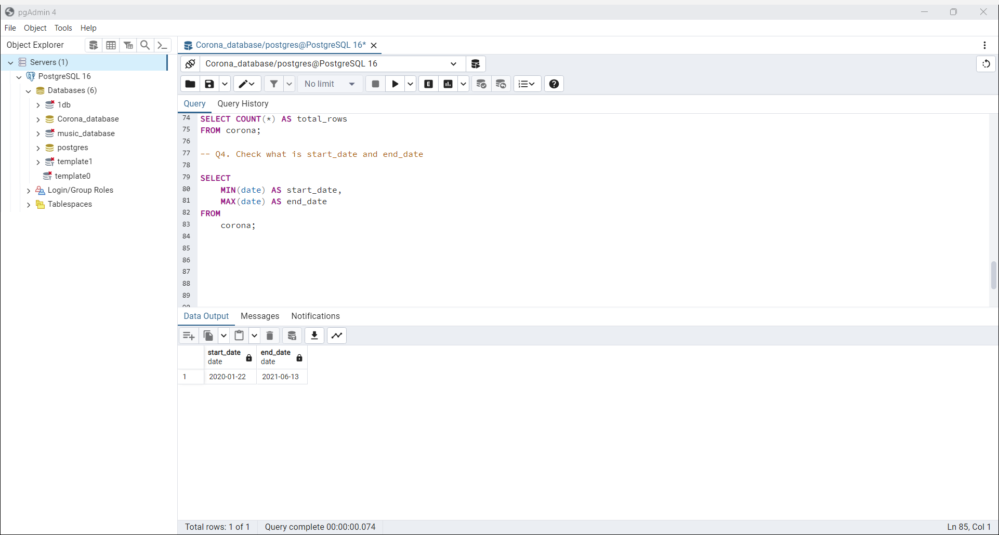 pgAdmin 4
File Object Tools Help
Object Explorer
Corona_database/postgres@PostgreSQL 16*
Servers (1)
PostgreSQL 16
Databases (6)
1db
Corona_database
music_database
postgres
template1
template0
Login/Group Roles
Tablespaces
Corona_database/postgres@PostgreSQL 16
No limit
E
Query Query History
74 SELECT COUNT(*) AS total_rows
75 FROM corona;
76
77 -- Q4. Check what is start_date and end_date
78
79 SELECT
80 MIN(date) AS start_date,
81 MAX(date) AS end_date
82 FROM
83 corona;
84
85
86
87
88
89
Data Output Messages Notifications
start_date end_date
date date
1 2020-01-22 2021-06-13
Total rows: 1 of 1 Query complete 00:00:00.074 Ln 85, Col 1